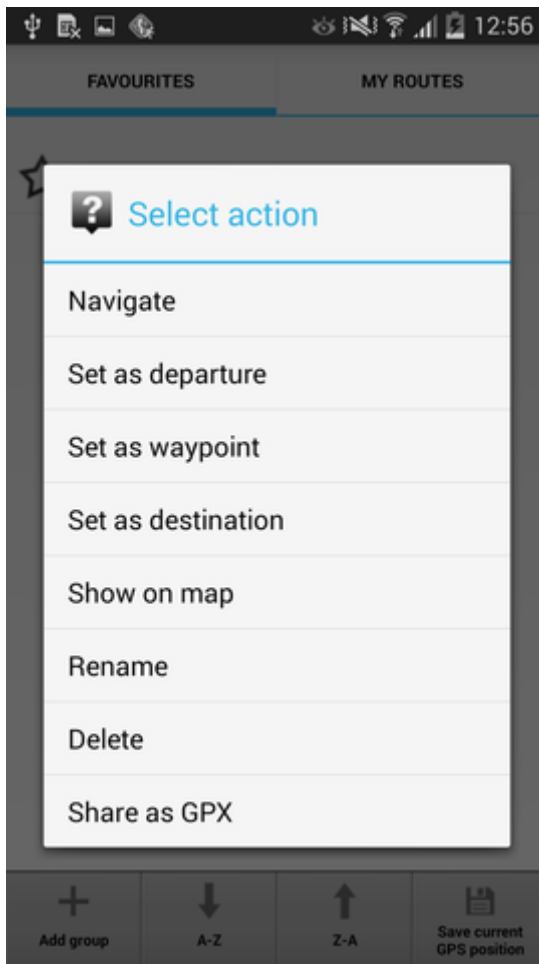 12:56
FAVOURITES
MY ROUTES
Select action
Navigate
Set as departure
Set as waypoint
Set as destination
Show on map
Rename
Delete
Share as GPX
Add group
A-Z
Z-A
Save current
GPS position